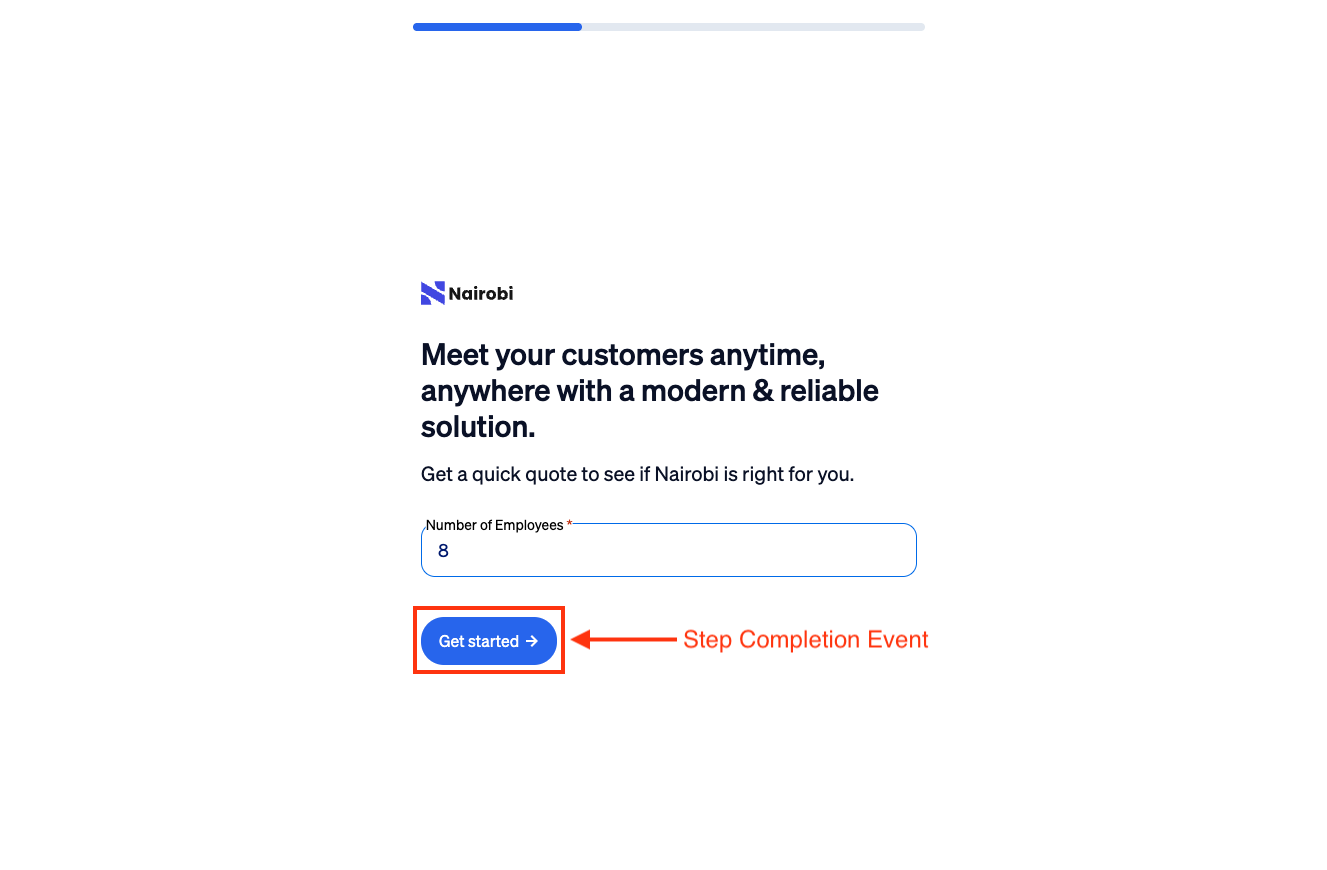 Nairobi
Meet your customers anytime,
anywhere with a modern & reliable
solution.
Get a quick quote to see if Nairobi is right for you.
Number of Employees *
8
Get started →
Step Completion Event